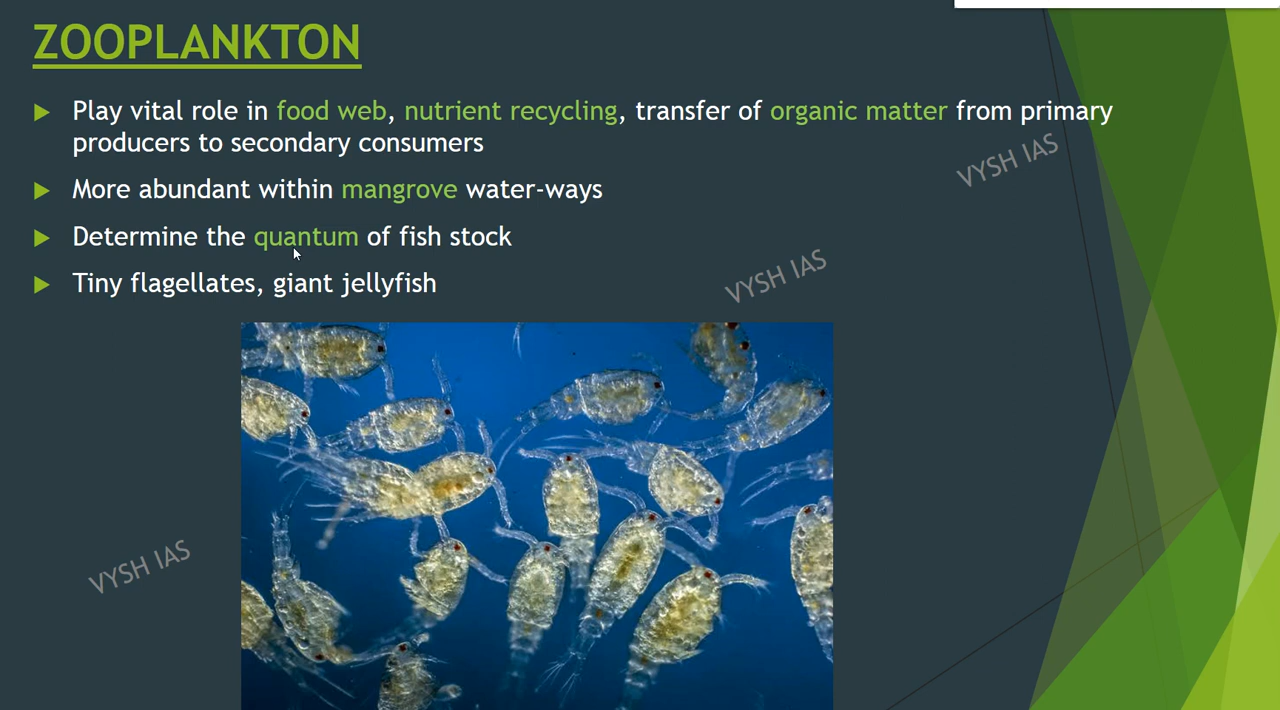 ZOOPLANKTON
Play vital role in food web, nutrient recycling, transfer of organic matter from primary
producers to secondary consumers
VYSH IAS
More abundant within mangrove water-ways
Determine the quantum of fish stock
VYSH IAS
Tiny flagellates, giant jellyfish
VYSH IAS